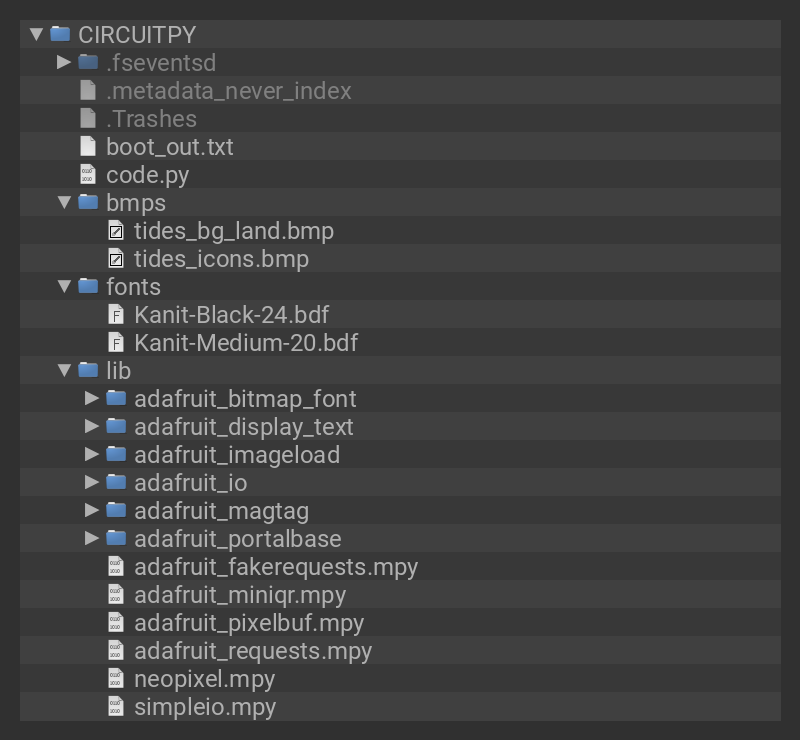 CIRCUITPY
.fseventsd
.metadata_never_index
.Trashes
boot_out.txt
code.py
bmps
tides_bg_land.bmp
tides_icons.bmp
fonts
Kanit-Black-24.bdf
Kanit-Medium-20.bdf
lib
adafruit_bitmap_font
adafruit_display_text
adafruit_imageload
adafruit_io
adafruit_magtag
adafruit_portalbase
adafruit_fakerequests.mpy
adafruit_miniqr.mpy
adafruit_pixelbuf.mpy
adafruit_requests.mpy
neopixel.mpy
simpleio.mpy